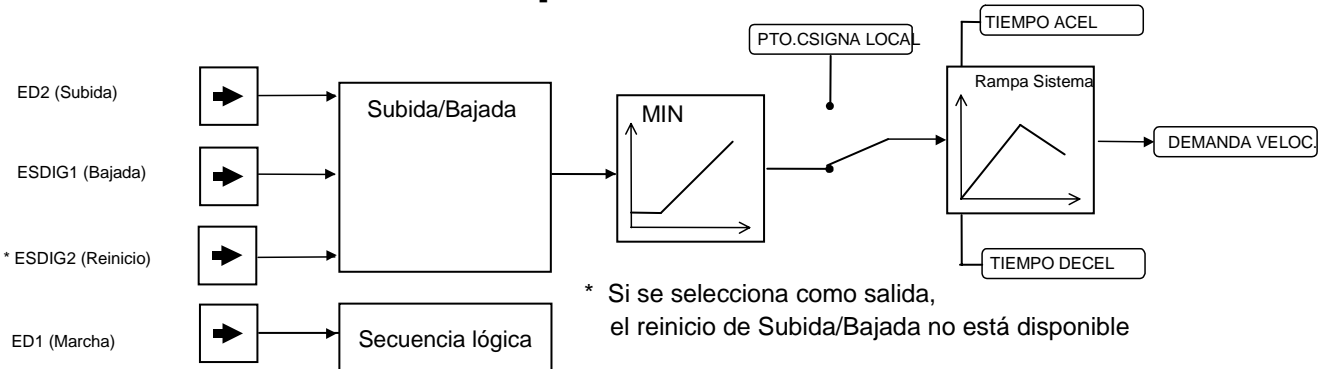 TIEMPO ACEL
PTO.CSIGNA LOCAL
ED2 (Subida)
Subida/Bajada
MIN
Rampa Sistema
DEMANDA VELOC.
ESDIG1 (Bajada)
* ESDIG2 (Reinicio)
TIEMPO DECEL
* Si se selecciona como salida,
el reinicio de Subida/Bajada no está disponible
ED1 (Marcha)
Secuencia lógica